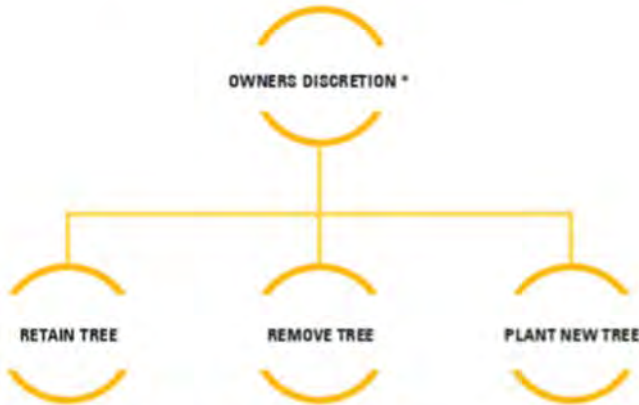 OWNERS DISCRETION *
RETAIN TREE
REMOVE TREE
PLANT NEW TREE